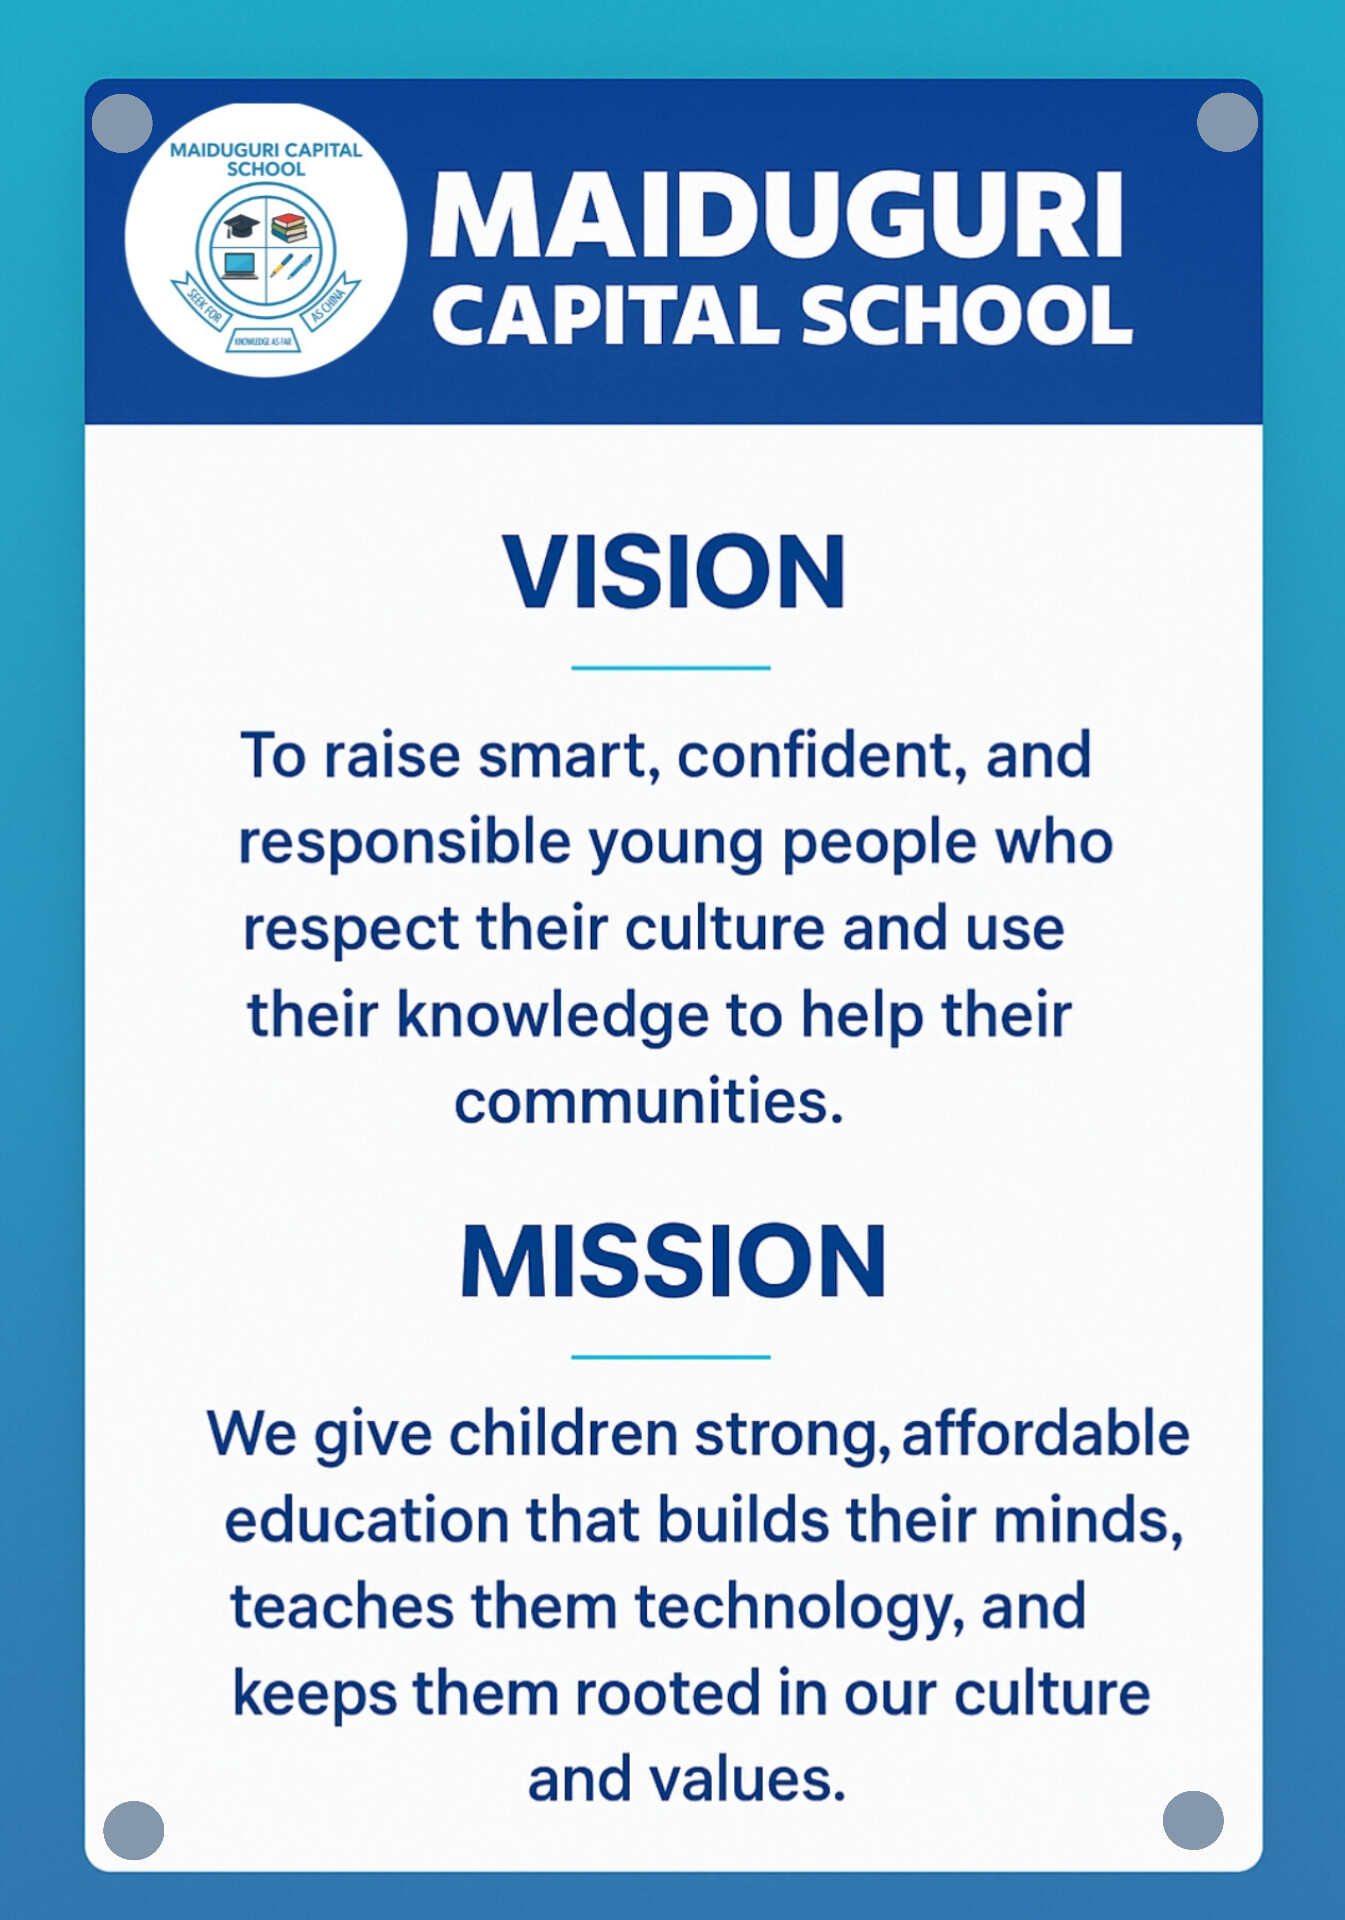 MAIDUGURI CAPITAL
SCHOOL
SEEK FOR
KNOWLEDGE AS FAR
AS CHINA
MAIDUGURI
CAPITAL SCHOOL
VISION
To raise smart, confident, and
responsible young people who
respect their culture and use
their knowledge to help their
communities.
MISSION
We give children strong, affordable
education that builds their minds,
teaches them technology, and
keeps them rooted in our culture
and values.